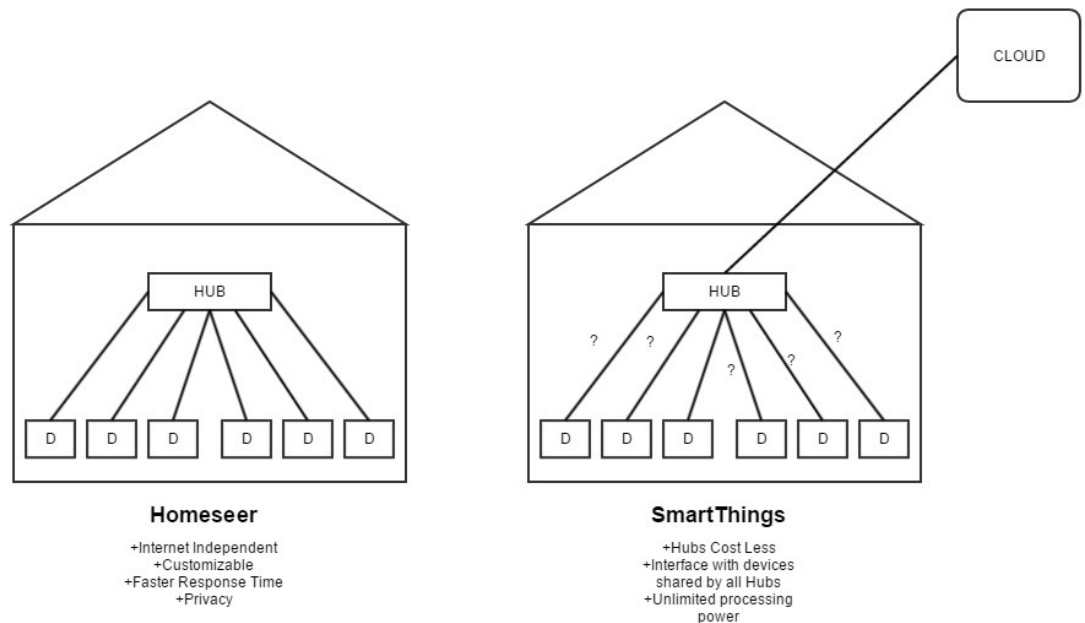 CLOUD
HUB
D D D D D D
HUB
? ? ? ? ?
D D D D D D
Homeseer
+Internet Independent
+Customizable
+Faster Response Time
+Privacy
SmartThings
+Hubs Cost Less
+Interface with devices
shared by all Hubs
+Unlimited processing
power